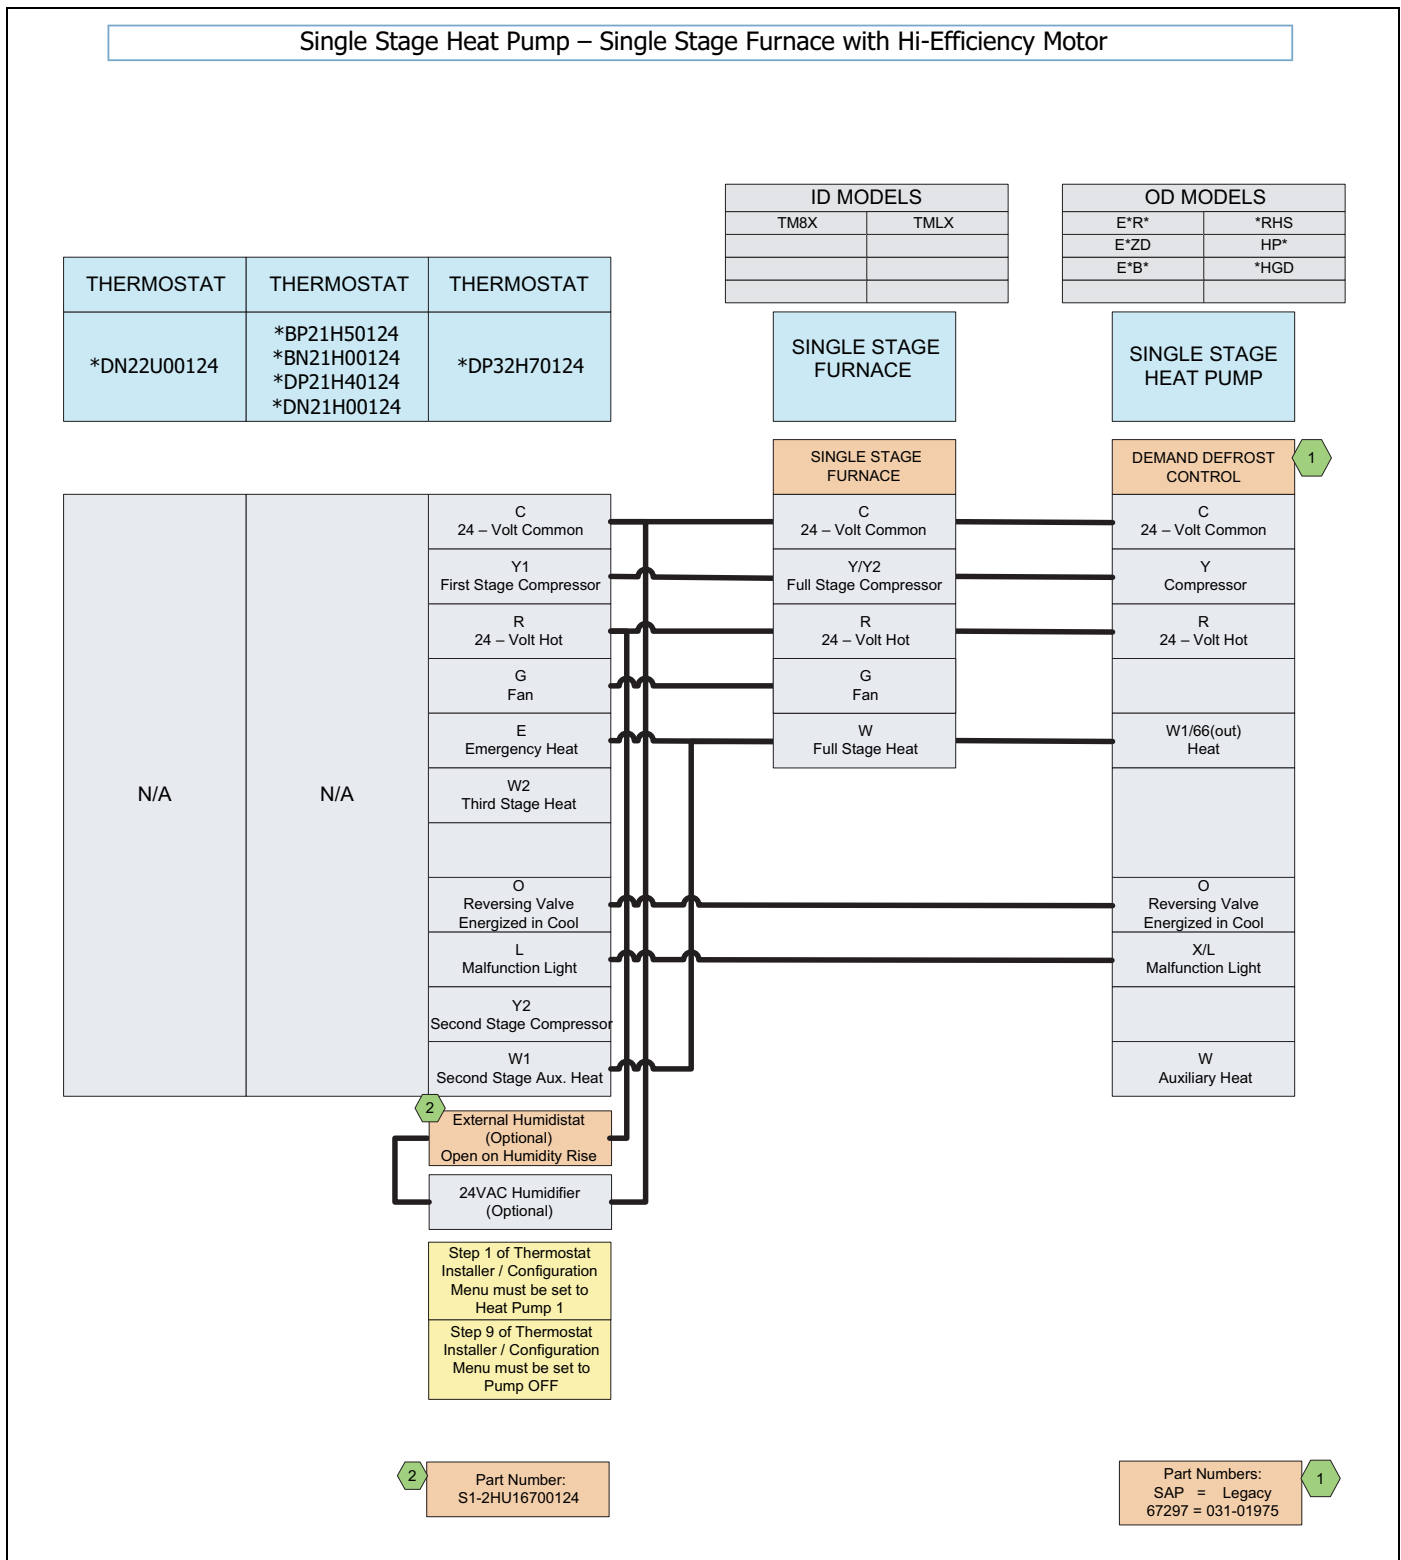 Single Stage Heat Pump – Single Stage Furnace with Hi-Efficiency Motor
ID MODELS
TM8X TMLX
OD MODELS
E*R* *RHS
E*ZD HP*
E*B* *HGD
THERMOSTAT THERMOSTAT THERMOSTAT
*DN22U00124
*BP21H50124
*BN21H00124
*DP21H40124
*DN21H00124
*DP32H70124
SINGLE STAGE
FURNACE
SINGLE STAGE
HEAT PUMP
SINGLE STAGE
FURNACE
DEMAND DEFROST
CONTROL
1
N/A
N/A
C
24 – Volt Common
Y1
First Stage Compressor
R
24 – Volt Hot
G
Fan
E
Emergency Heat
W2
Third Stage Heat
O
Reversing Valve
Energized in Cool
L
Malfunction Light
Y2
Second Stage Compressor
W1
Second Stage Aux. Heat
C
24 – Volt Common
Y/Y2
Full Stage Compressor
R
24 – Volt Hot
G
Fan
W
Full Stage Heat
C
24 – Volt Common
Y
Compressor
R
24 – Volt Hot
W1/66(out)
Heat
O
Reversing Valve
Energized in Cool
X/L
Malfunction Light
W
Auxiliary Heat
2
External Humidistat
(Optional)
Open on Humidity Rise
24VAC Humidifier
(Optional)
Step 1 of Thermostat
Installer / Configuration
Menu must be set to
Heat Pump 1
Step 9 of Thermostat
Installer / Configuration
Menu must be set to
Pump OFF
2
Part Number:
S1-2HU16700124
Part Numbers:
SAP = Legacy
67297 = 031-01975
1